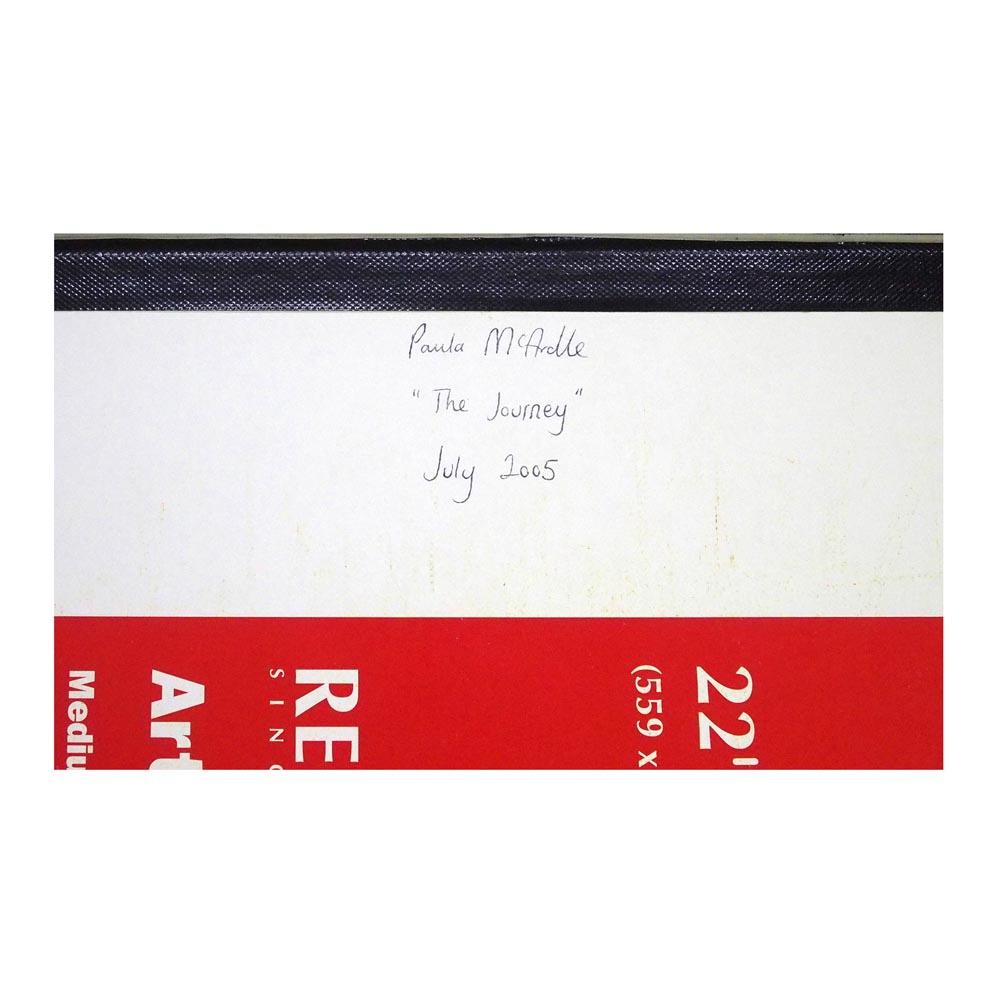 Paula McArdle
"The Journey"
July 2005
22"
(559 x
RE
SIN
Art
Mediu